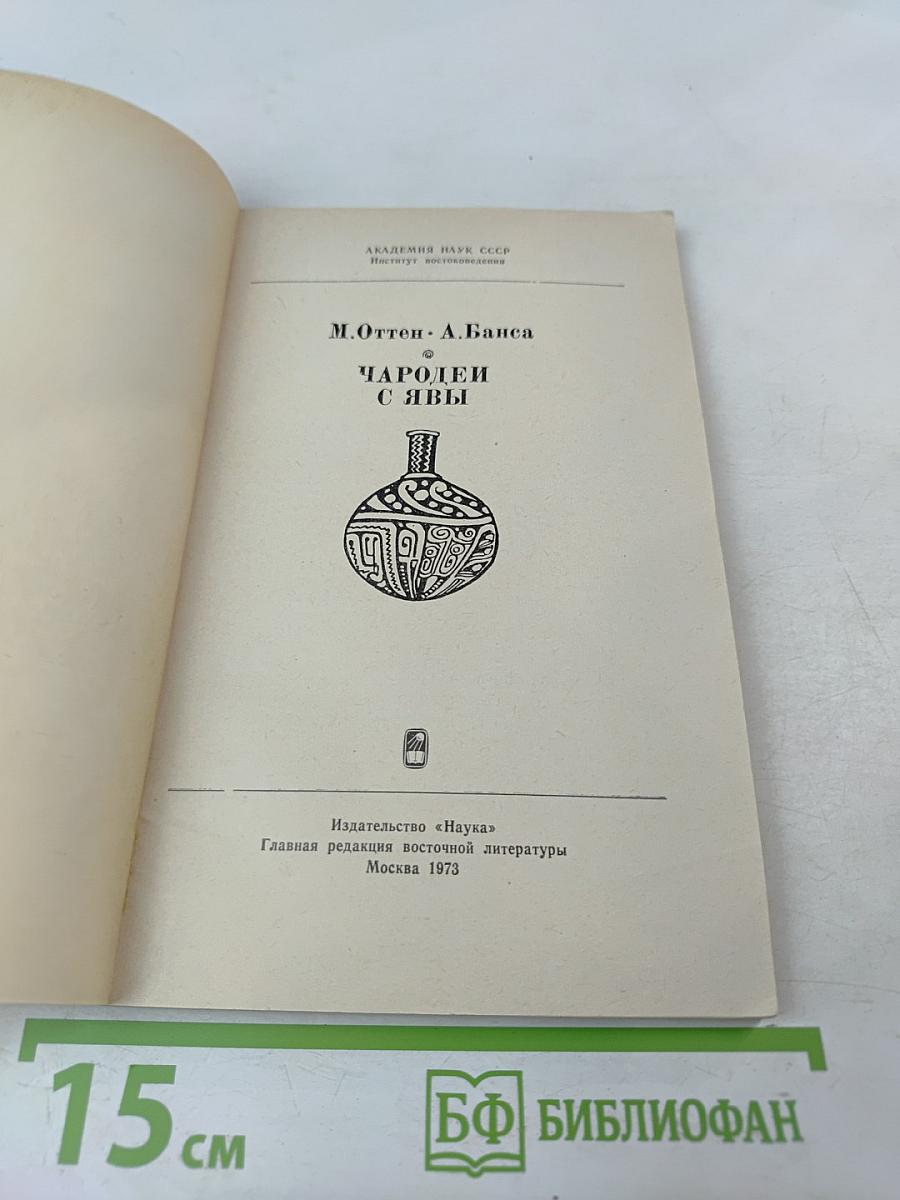 АКАДЕМИЯ НАУК СССР
Институт востоковедения
М.Оттен · А.Банса
ЧАРОДЕИ
С ЯВЫ
Издательство «Наука»
Главная редакция восточной литературы
Москва 1973
15 см
БФ БИБЛИОФАН